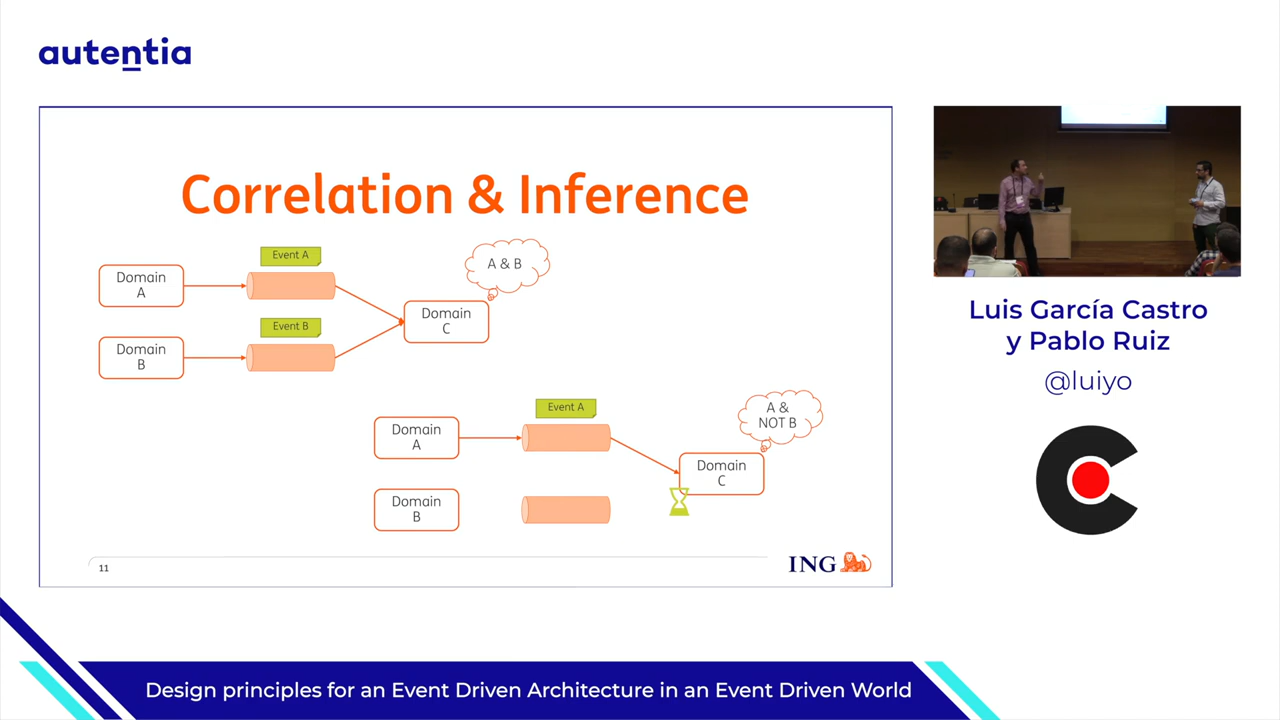 autentia
Correlation & Inference
Event A
Domain
A
A & B
Domain
C
Event B
Domain
B
Event A
Domain
A
A &
NOT B
Domain
C
Domain
B
11
ING
Luis García Castro
y Pablo Ruiz
@luiyo
Design principles for an Event Driven Architecture in an Event Driven World